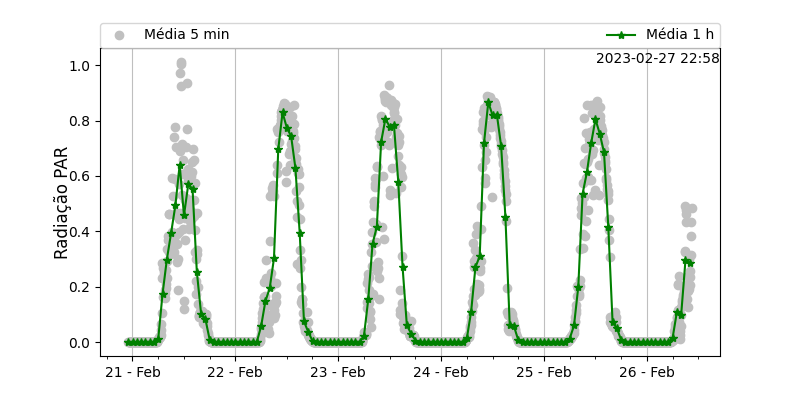 Média 5 min
Média 1 h
2023-02-27 22:58
Radiação PAR
1.0
0.8
0.6
0.4
0.2
0.0
21 - Feb
22 - Feb
23 - Feb
24 - Feb
25 - Feb
26 - Feb